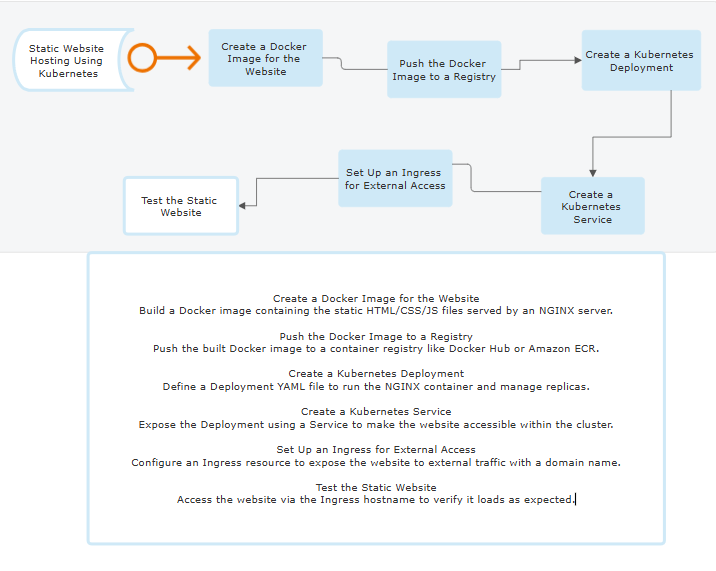 Static Website
Hosting Using
Kubernetes
Create a Docker
Image for the
Website
Push the Docker
Image to a Registry
Create a Kubernetes
Deployment
Create a
Kubernetes
Service
Set Up an Ingress
for External Access
Test the Static
Website
Create a Docker Image for the Website
Build a Docker image containing the static HTML/CSS/JS files served by an NGINX server.
Push the Docker Image to a Registry
Push the built Docker image to a container registry like Docker Hub or Amazon ECR.
Create a Kubernetes Deployment
Define a Deployment YAML file to run the NGINX container and manage replicas.
Create a Kubernetes Service
Expose the Deployment using a Service to make the website accessible within the cluster.
Set Up an Ingress for External Access
Configure an Ingress resource to expose the website to external traffic with a domain name.
Test the Static Website
Access the website via the Ingress hostname to verify it loads as expected.